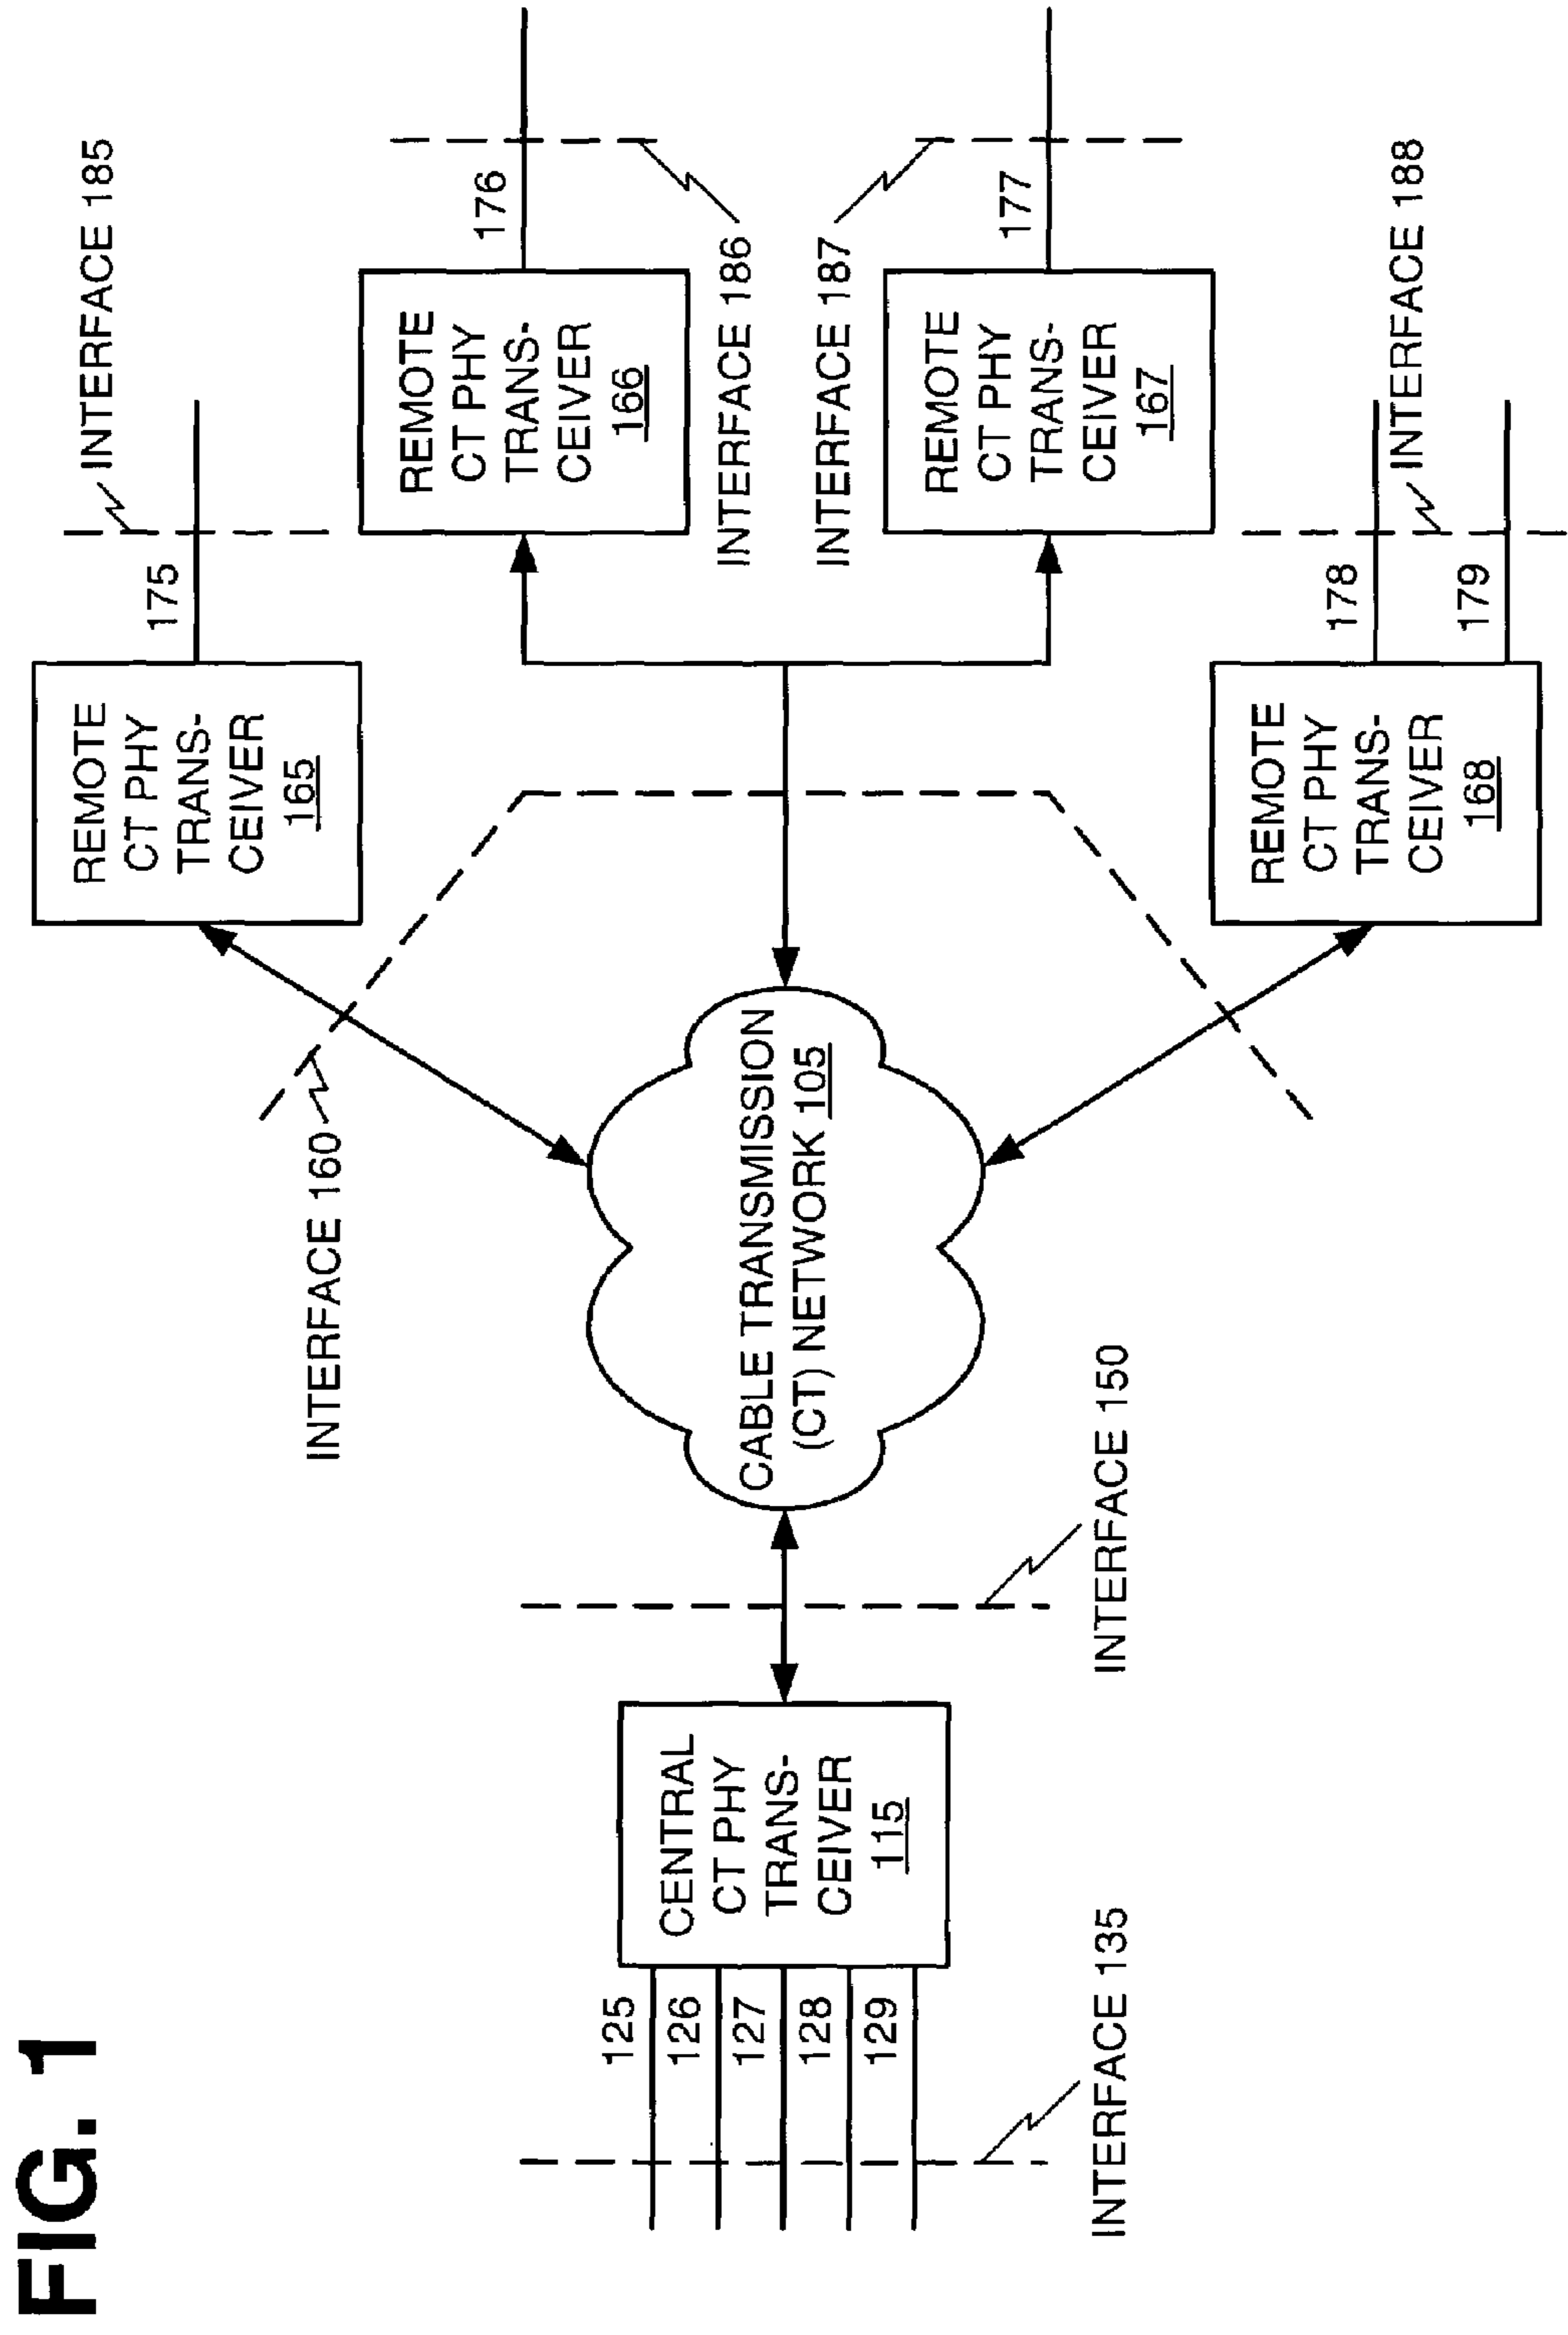 FIG. 1
INTERFACE 135
125
126
127
128
129
CENTRAL
CT PHY
TRANS-
CEIVER
115
INTERFACE 150
CABLE TRANSMISSION
(CT) NETWORK 105
INTERFACE 160
REMOTE
CT PHY
TRANS-
CEIVER
165
175
INTERFACE 185
REMOTE
CT PHY
TRANS-
CEIVER
166
176
INTERFACE 186
INTERFACE 187
REMOTE
CT PHY
TRANS-
CEIVER
167
177
REMOTE
CT PHY
TRANS-
CEIVER
168
178
179
INTERFACE 188